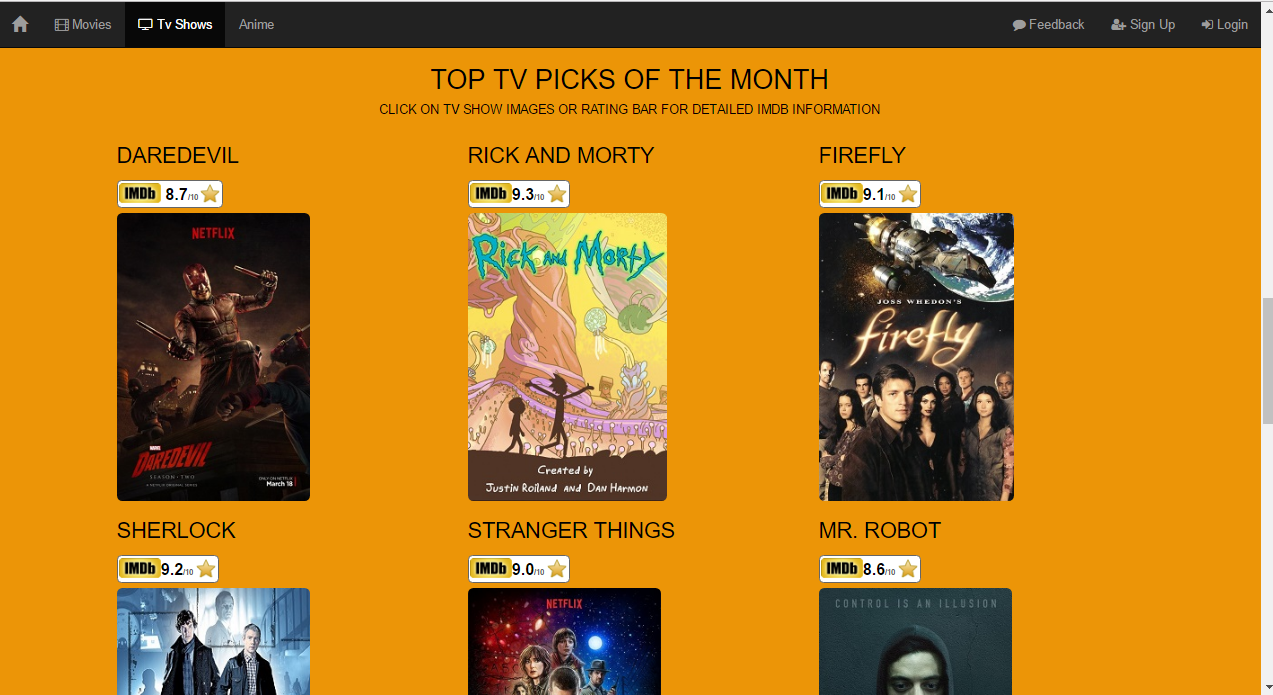 Movies Tv Shows Anime Feedback Sign Up Login
TOP TV PICKS OF THE MONTH
CLICK ON TV SHOW IMAGES OR RATING BAR FOR DETAILED IMDB INFORMATION
DAREDEVIL RICK AND MORTY FIREFLY
IMDb 8.7/10 IMDb 9.3/10 IMDb 9.1/10
NETFLIX
MARVEL
DAREDEVIL
SEASON · TWO
A NETFLIX ORIGINAL SERIES
ONLY ON NETFLIX
March 18
Rick and Morty
Created by
Justin Roiland and Dan Harmon
JOSS WHEDON'S
firefly
SHERLOCK STRANGER THINGS MR. ROBOT
IMDb 9.2/10 IMDb 9.0/10 IMDb 8.6/10
NETFLIX
CONTROL IS AN ILLUSION